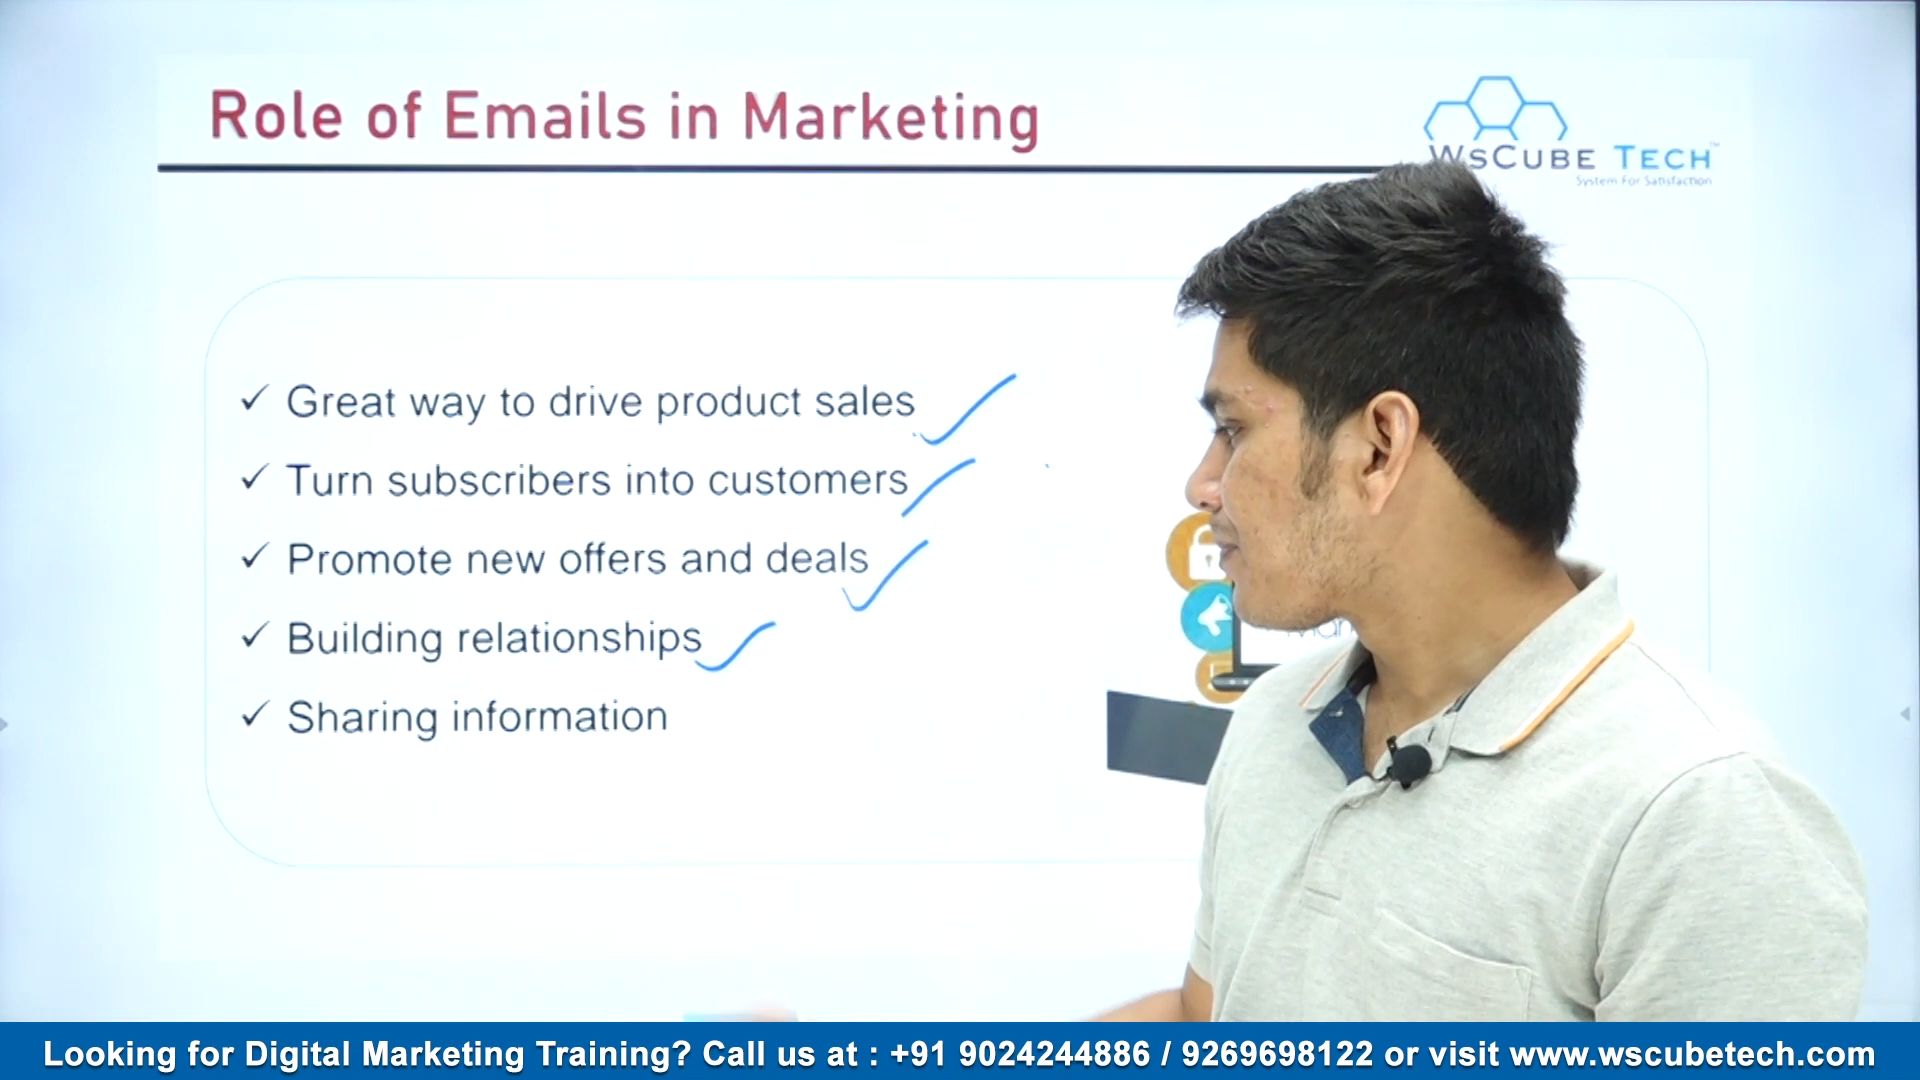 Role of Emails in Marketing
WsCube Tech™
System For Satisfaction
✓ Great way to drive product sales
✓ Turn subscribers into customers
✓ Promote new offers and deals
✓ Building relationships
✓ Sharing information
Looking for Digital Marketing Training? Call us at : +91 9024244886 / 9269698122 or visit www.wscubetech.com